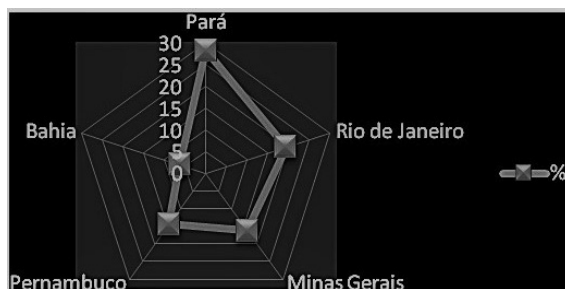 Pará
30
25
20
15
10
5
0
Bahia
Rio de Janeiro
%
Pernambuco
Minas Gerais